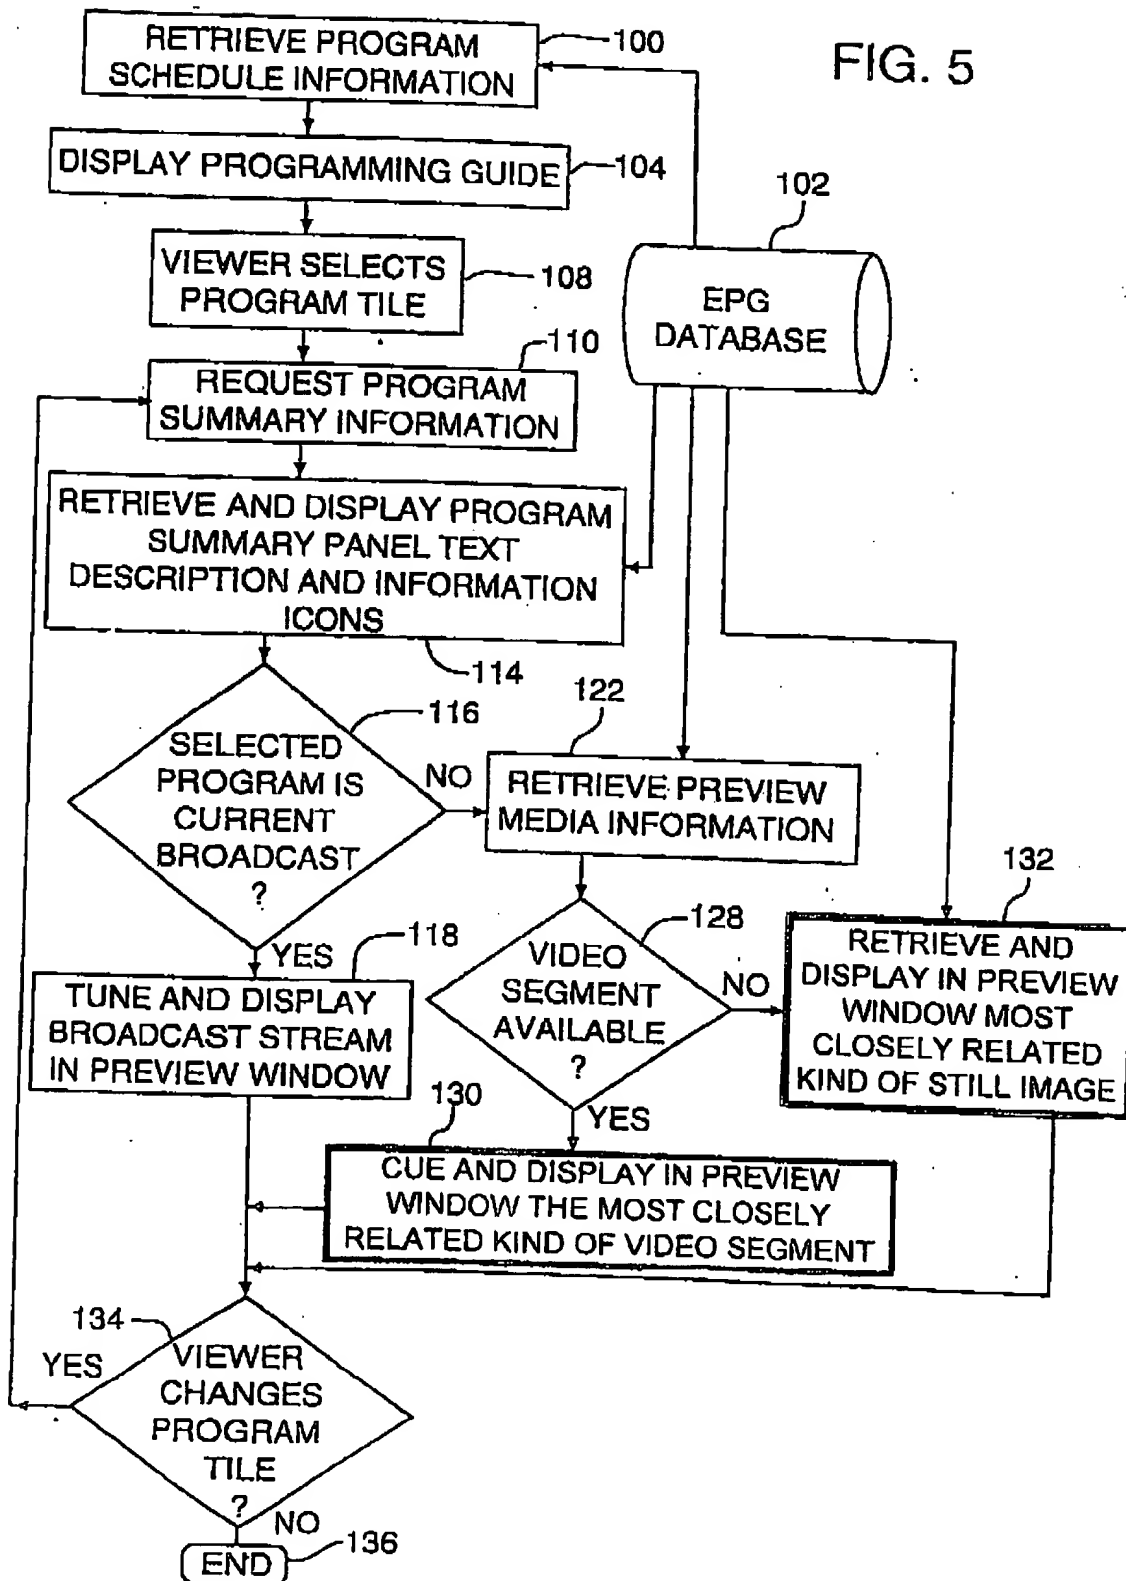 FIG. 5
RETRIEVE PROGRAM
SCHEDULE INFORMATION
100
DISPLAY PROGRAMMING GUIDE
104
102
EPG
DATABASE
VIEWER SELECTS
PROGRAM TILE
108
110
REQUEST PROGRAM
SUMMARY INFORMATION
RETRIEVE AND DISPLAY PROGRAM
SUMMARY PANEL TEXT
DESCRIPTION AND INFORMATION
ICONS
114
116
SELECTED
PROGRAM IS
CURRENT
BROADCAST
?
NO
YES
122
RETRIEVE PREVIEW
MEDIA INFORMATION
118
TUNE AND DISPLAY
BROADCAST STREAM
IN PREVIEW WINDOW
128
VIDEO
SEGMENT
AVAILABLE
?
NO
YES
132
RETRIEVE AND
DISPLAY IN PREVIEW
WINDOW MOST
CLOSELY RELATED
KIND OF STILL IMAGE
130
CUE AND DISPLAY IN PREVIEW
WINDOW THE MOST CLOSELY
RELATED KIND OF VIDEO SEGMENT
134
YES
VIEWER
CHANGES
PROGRAM
TILE
?
NO
END
136